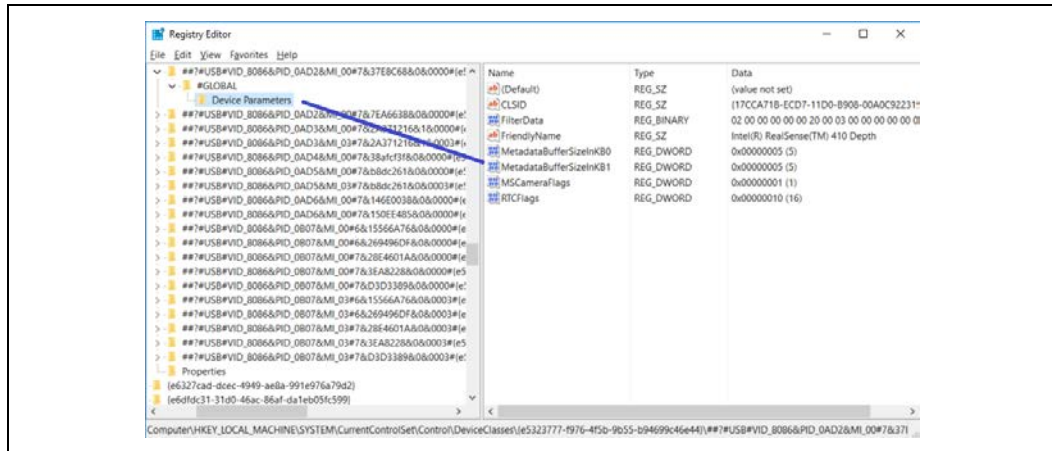 Registry Editor
File Edit View Favorites Help
##?#USB#VID_8086&PID_0AD2&MI_00#7&37E8C68&0&0000#{e!
#GLOBAL
Device Parameters
##?#USB#VID_8086&PID_0AD2&MI_00#7&7EA6638&0&0000#{e!
##?#USB#VID_8086&PID_0AD3&MI_00#7&2A371216&1&0000#{
##?#USB#VID_8086&PID_0AD3&MI_03#7&2A371216&1&0003#{
##?#USB#VID_8086&PID_0AD4&MI_00#7&38afcf3f&0&0000#{e5
##?#USB#VID_8086&PID_0AD5&MI_00#7&b8dc261&0&0000#{e!
##?#USB#VID_8086&PID_0AD5&MI_03#7&b8dc261&0&0003#{e!
##?#USB#VID_8086&PID_0AD6&MI_00#7&146E0038&0&0000#{e
##?#USB#VID_8086&PID_0AD6&MI_00#7&150EE485&0&0000#{e
##?#USB#VID_8086&PID_0B07&MI_00#6&15566A76&0&0000#{e
##?#USB#VID_8086&PID_0B07&MI_00#6&269496DF&0&0000#{e
##?#USB#VID_8086&PID_0B07&MI_00#7&28E4601A&0&0000#{e
##?#USB#VID_8086&PID_0B07&MI_00#7&3EA8228&0&0000#{e5
##?#USB#VID_8086&PID_0B07&MI_00#7&D3D3389&0&0000#{e!
##?#USB#VID_8086&PID_0B07&MI_03#6&15566A76&0&0003#{e
##?#USB#VID_8086&PID_0B07&MI_03#6&269496DF&0&0003#{e
##?#USB#VID_8086&PID_0B07&MI_03#7&28E4601A&0&0003#{e
##?#USB#VID_8086&PID_0B07&MI_03#7&3EA8228&0&0003#{e5
##?#USB#VID_8086&PID_0B07&MI_03#7&D3D3389&0&0003#{e!
Properties
{e6327cad-dcec-4949-ae8a-991e976a79d2}
{e6dfdc31-31d0-46ac-86af-da1eb05fc599}
Name Type Data
(Default) REG_SZ (value not set)
CLSID REG_SZ {17CCA71B-ECD7-11D0-B908-00A0C92231
FilterData REG_BINARY 02 00 00 00 00 00 20 00 03 00 00 00 00 00 00
FriendlyName REG_SZ Intel(R) RealSense(TM) 410 Depth
MetadataBufferSizeInKB0 REG_DWORD 0x00000005 (5)
MetadataBufferSizeInKB1 REG_DWORD 0x00000005 (5)
MSCameraFlags REG_DWORD 0x00000001 (1)
RTCFlags REG_DWORD 0x00000010 (16)
Computer\HKEY_LOCAL_MACHINE\SYSTEM\CurrentControlSet\Control\DeviceClasses\{e5323777-f976-4f5b-9b55-b94699c46e44}\##?#USB#VID_8086&PID_0AD2&MI_00#7&37